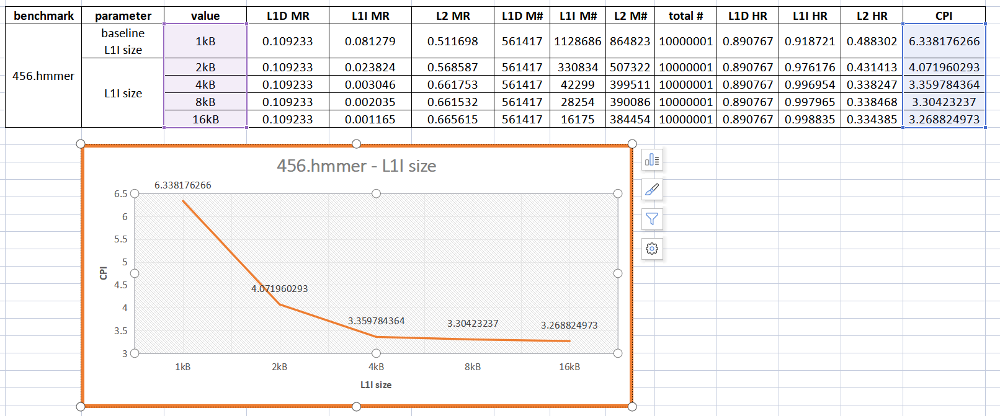 benchmark parameter value L1D MR L1I MR L2 MR L1D M# L1I M# L2 M# total # L1D HR L1I HR L2 HR CPI
456.hmmer
baseline
L1I size
1kB 0.109233 0.081279 0.511698 561417 1128686 864823 10000001 0.890767 0.918721 0.488302 6.338176266
L1I size
2kB 0.109233 0.023824 0.568587 561417 330834 507322 10000001 0.890767 0.976176 0.431413 4.071960293
4kB 0.109233 0.003046 0.661753 561417 42299 399511 10000001 0.890767 0.996954 0.338247 3.359784364
8kB 0.109233 0.002035 0.661532 561417 28254 390086 10000001 0.890767 0.997965 0.338468 3.30423237
16kB 0.109233 0.001165 0.665615 561417 16175 384454 10000001 0.890767 0.998835 0.334385 3.268824973
456.hmmer - L1I size
6.338176266
6.5
6
5.5
5
CPI
4.5
4.071960293
4
3.359784364 3.30423237 3.268824973
3.5
3
1kB 2kB 4kB 8kB 16kB
L1I size